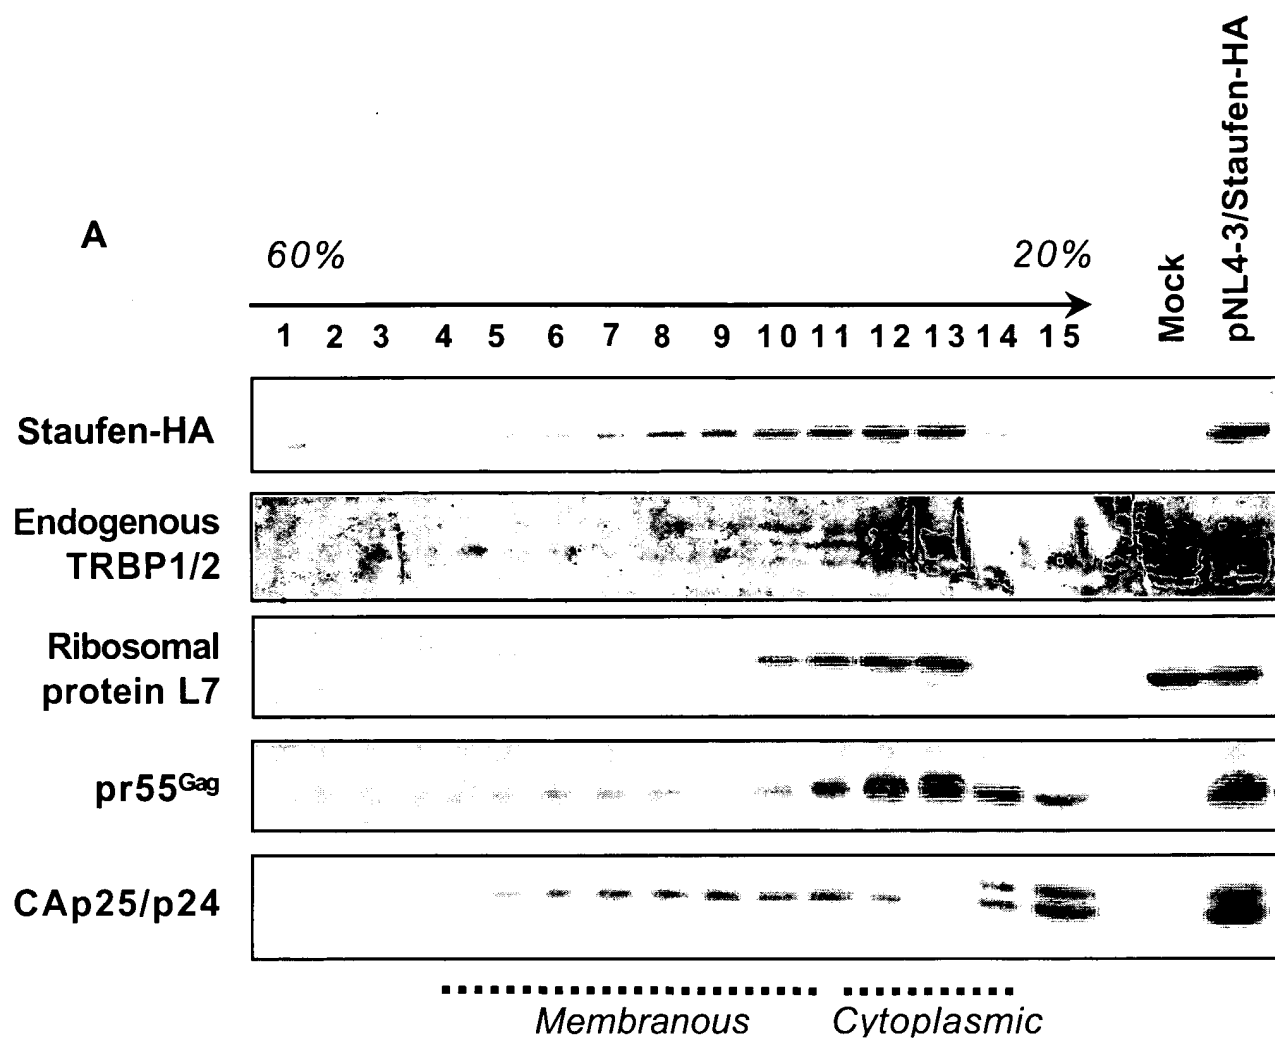 pNL4-3/Staufen-HA
Mock
A
60%
20%
1 2 3 4 5 6 7 8 9 10 11 12 13 14 15
Staufen-HA
Endogenous
TRBP1/2
Ribosomal
protein L7
pr55Gag
CAp25/p24
Membranous
Cytoplasmic